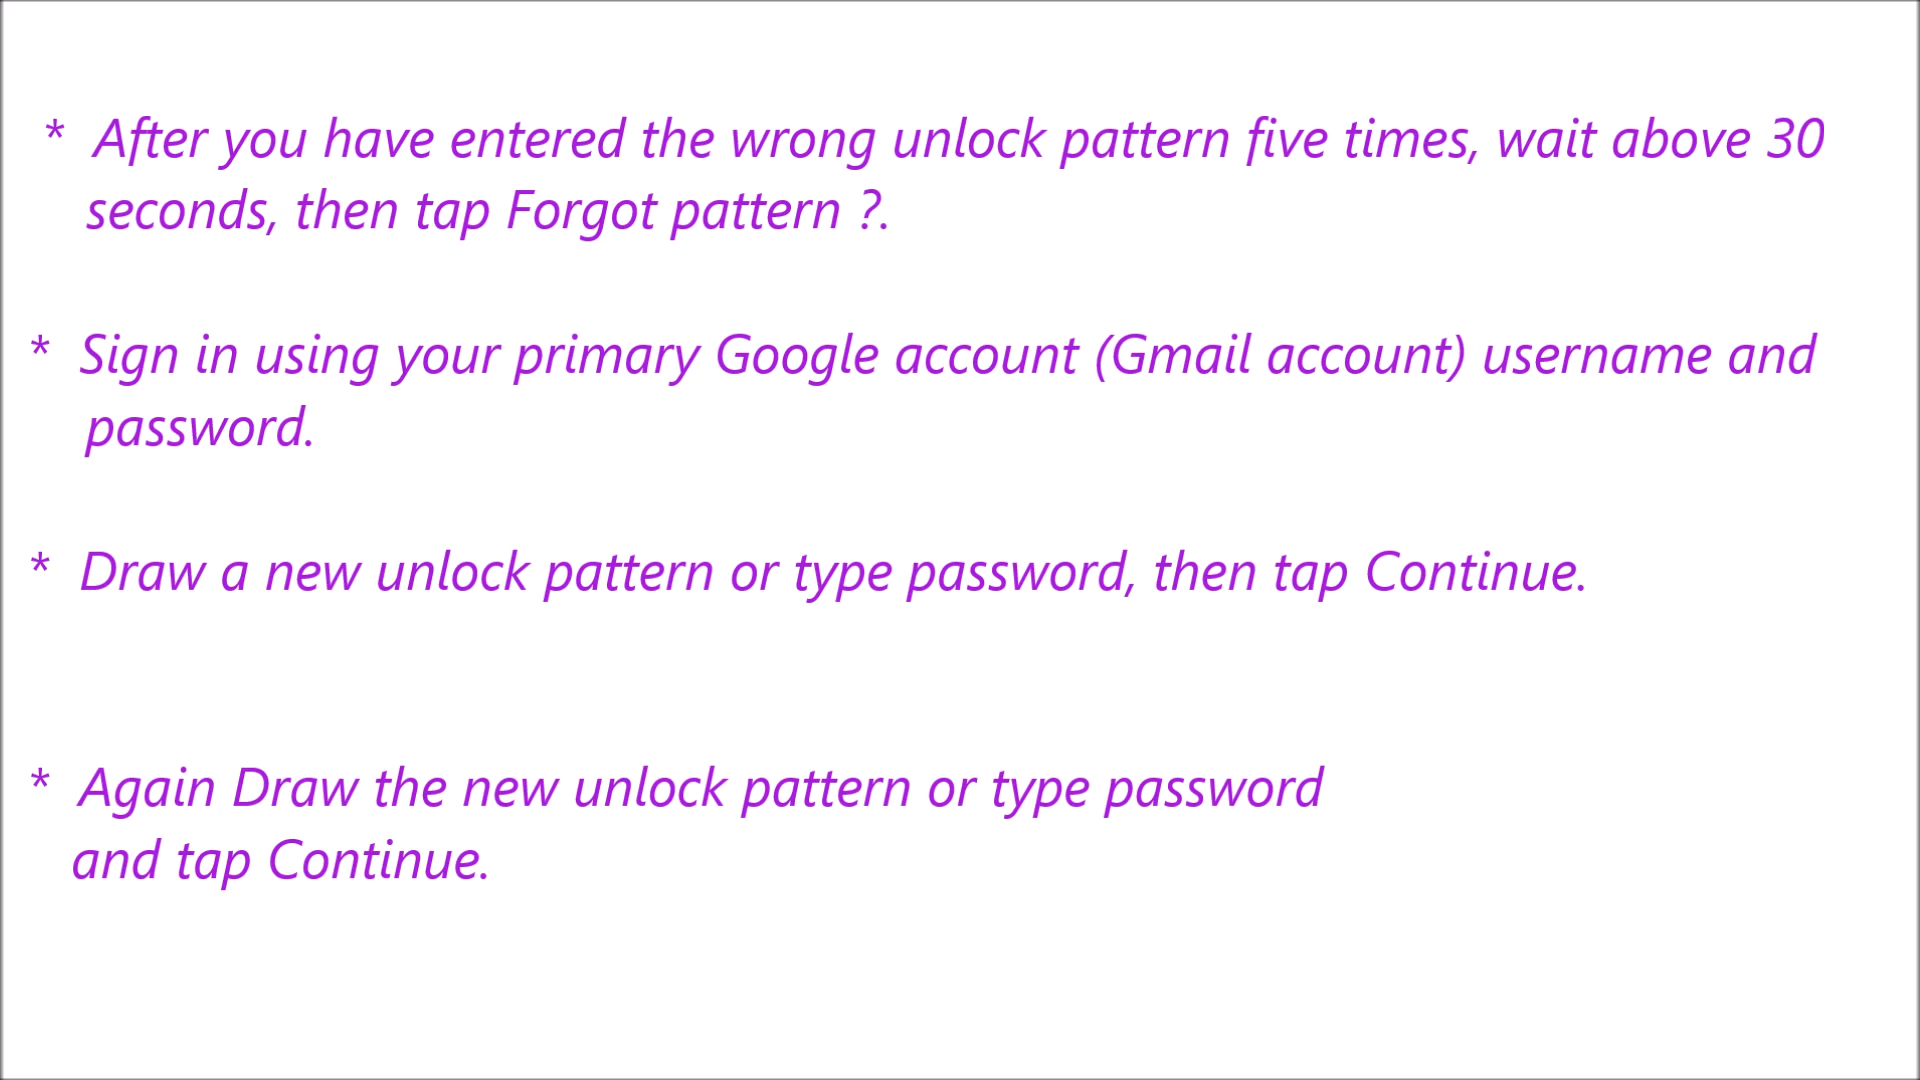 * After you have entered the wrong unlock pattern five times, wait above 30
seconds, then tap Forgot pattern ?.
* Sign in using your primary Google account (Gmail account) username and
password.
* Draw a new unlock pattern or type password, then tap Continue.
* Again Draw the new unlock pattern or type password
and tap Continue.